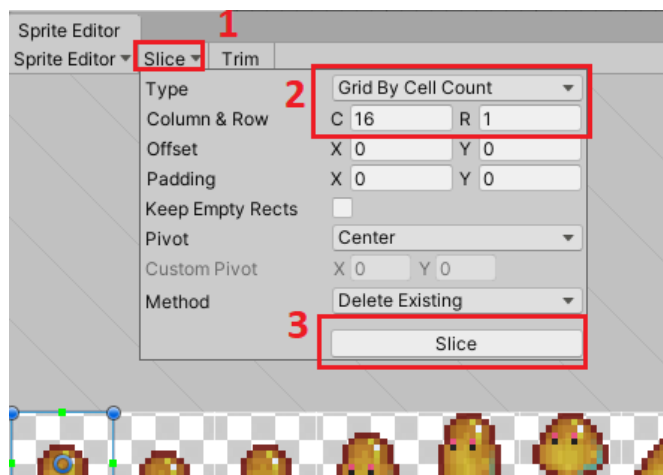 Sprite Editor
1
Sprite Editor Slice Trim
2
Type Grid By Cell Count
Column & Row C 16 R 1
Offset X 0 Y 0
Padding X 0 Y 0
Keep Empty Rects
Pivot Center
Custom Pivot X 0 Y 0
Method Delete Existing
3
Slice